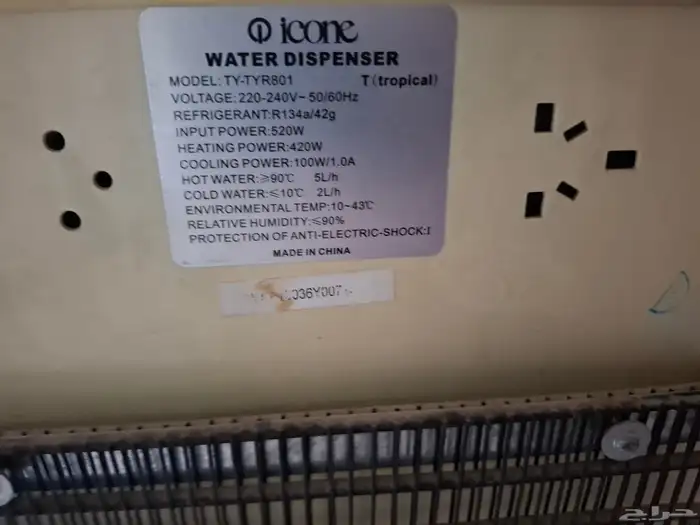 icone
WATER DISPENSER
MODEL: TY-TYR801 T(tropical)
VOLTAGE: 220-240V~ 50/60Hz
REFRIGERANT:R134a/42g
INPUT POWER:520W
HEATING POWER:420W
COOLING POWER:100W/1.0A
HOT WATER:≥90℃ 5L/h
COLD WATER:≤10℃ 2L/h
ENVIRONMENTAL TEMP:10~43℃
RELATIVE HUMIDITY:≤90%
PROTECTION OF ANTI-ELECTRIC-SHOCK:I
MADE IN CHINA
حراج